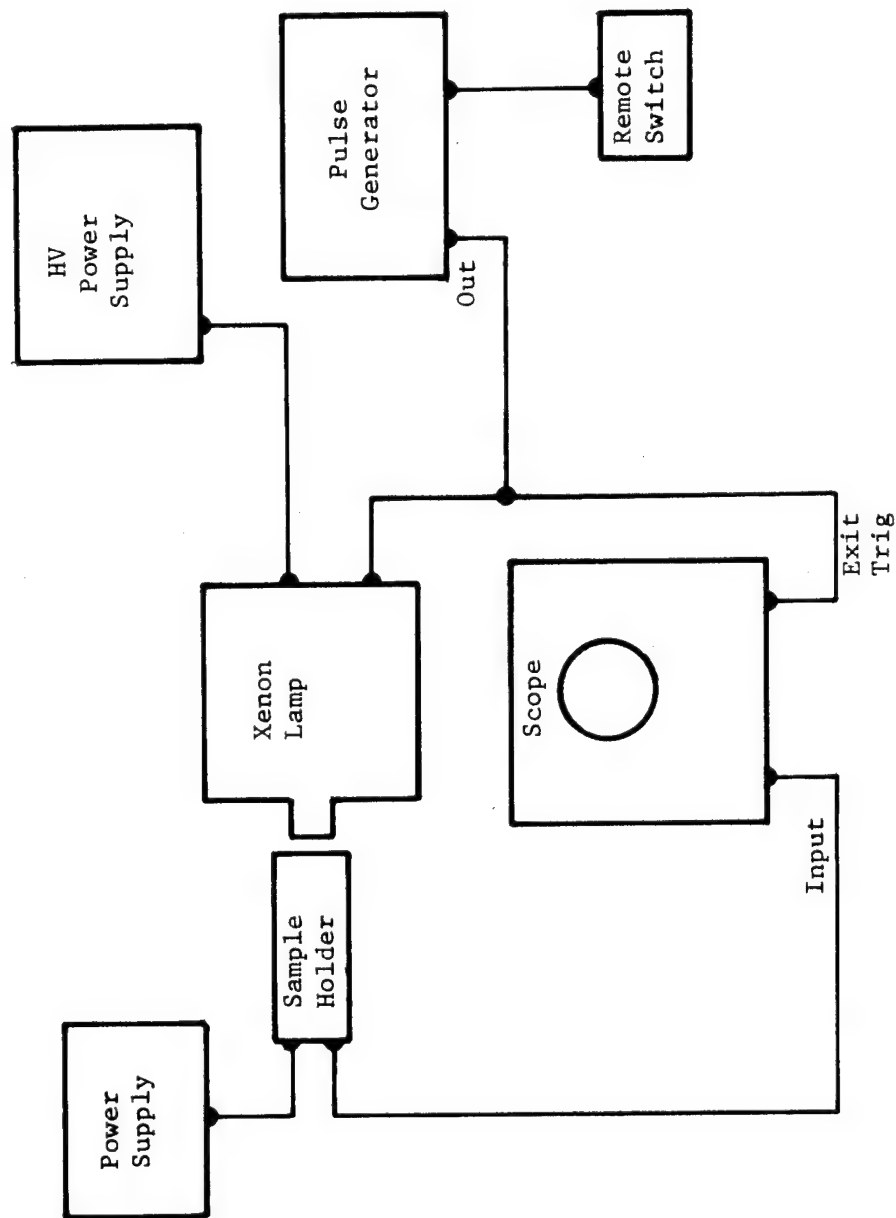 Power
Supply
HV
Power
Supply
Sample
Holder
Xenon
Lamp
Pulse
Generator
Out
Input
Scope
Exit
Trig
Remote
Switch